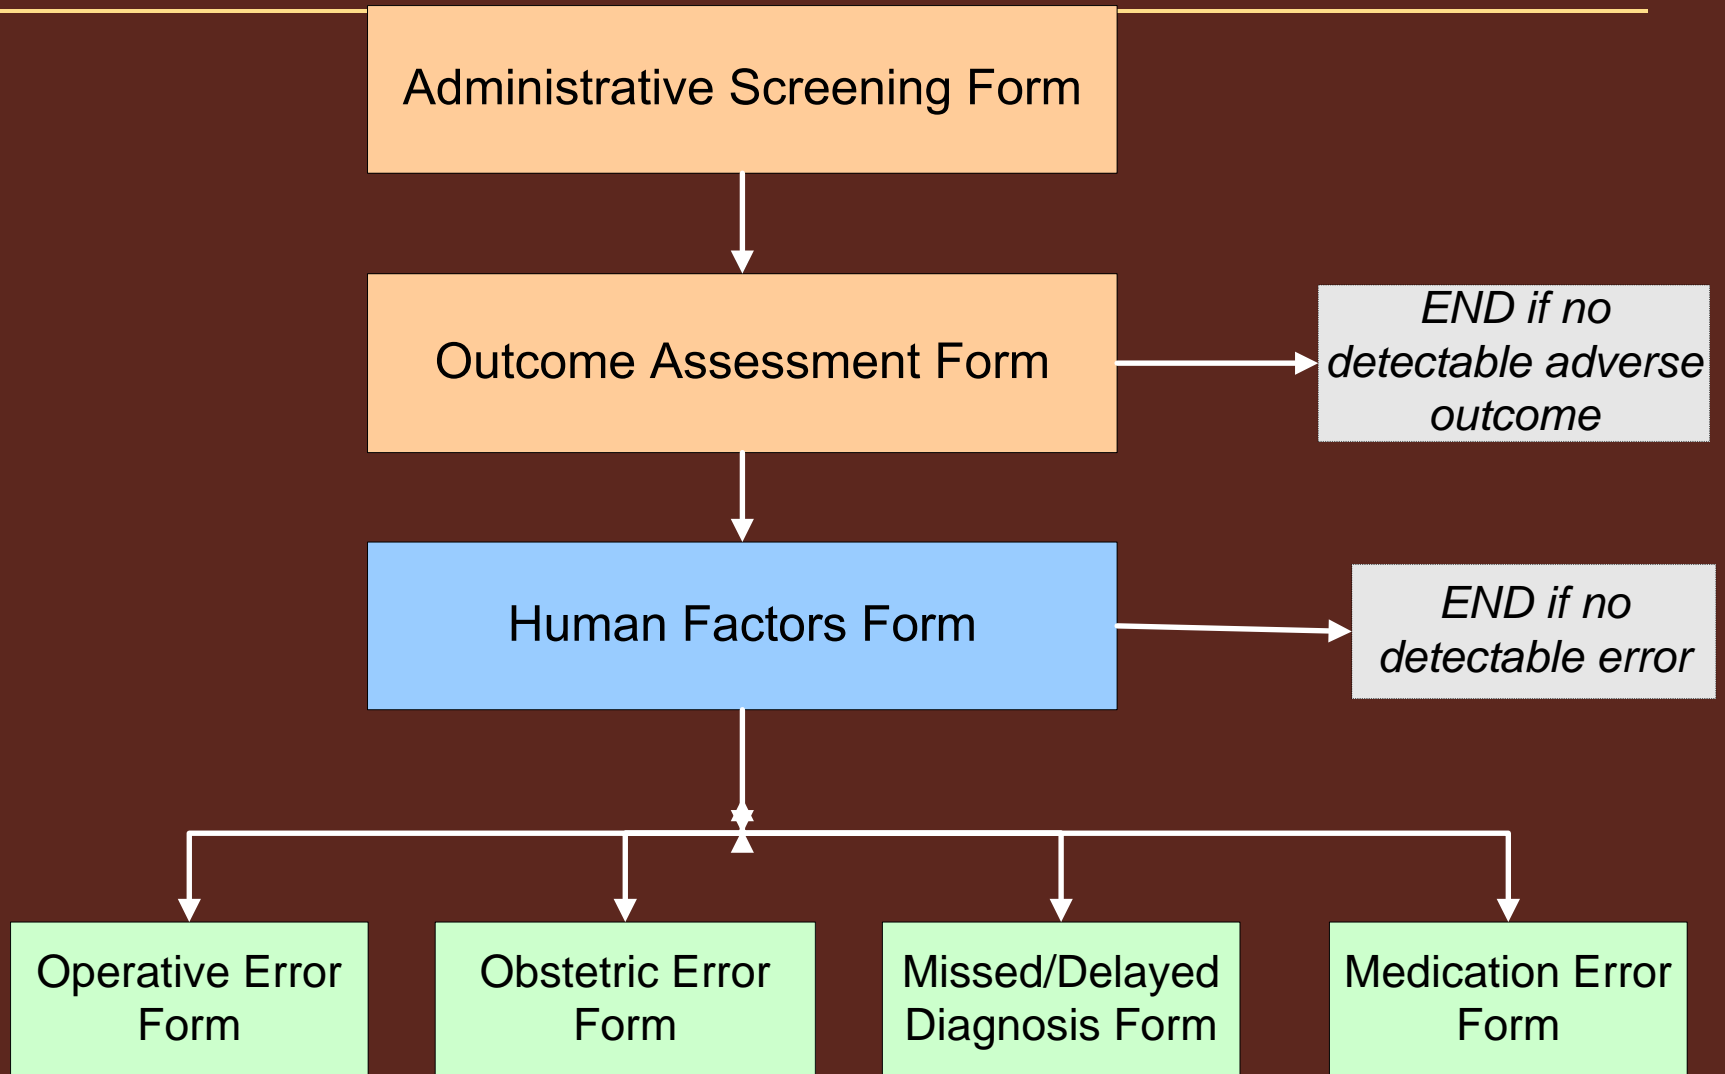 Administrative Screening Form
Outcome Assessment Form
END if no
detectable adverse
outcome
Human Factors Form
END if no
detectable error
Operative Error
Form
Obstetric Error
Form
Missed/Delayed
Diagnosis Form
Medication Error
Form